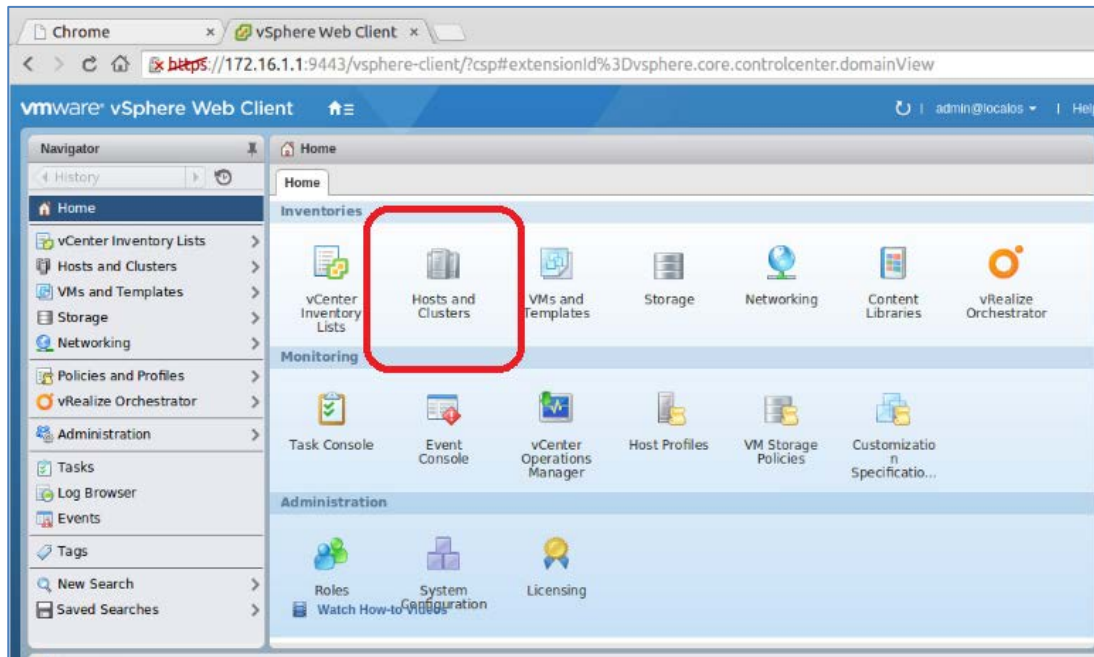 Chrome
vSphere Web Client
https://172.16.1.1:9443/vsphere-client/?csp#extensionId%3Dvsphere.core.controlcenter.domainView
vmware® vSphere Web Client
admin@localos
Help
Navigator
History
Home
vCenter Inventory Lists
Hosts and Clusters
VMs and Templates
Storage
Networking
Policies and Profiles
vRealize Orchestrator
Administration
Tasks
Log Browser
Events
Tags
New Search
Saved Searches
Home
Home
Inventories
vCenter
Inventory
Lists
Hosts and
Clusters
VMs and
Templates
Storage
Networking
Content
Libraries
vRealize
Orchestrator
Monitoring
Task Console
Event
Console
vCenter
Operations
Manager
Host Profiles
VM Storage
Policies
Customizatio
n
Specificatio...
Administration
Roles
System
Configuration
Licensing
Watch How-to Videos